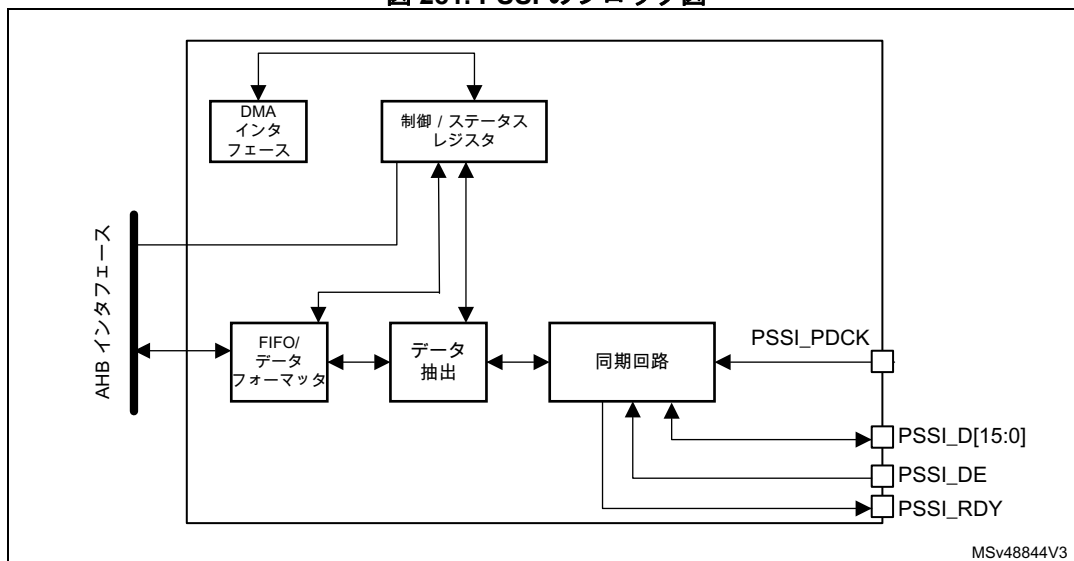 DMA
インタ
フェース
制御 / ステータス
レジスタ
AHB インタフェース
FIFO/
データ
フォーマッタ
データ
抽出
同期回路
PSSI_PDCK
PSSI_D[15:0]
PSSI_DE
PSSI_RDY
MSv48844V3